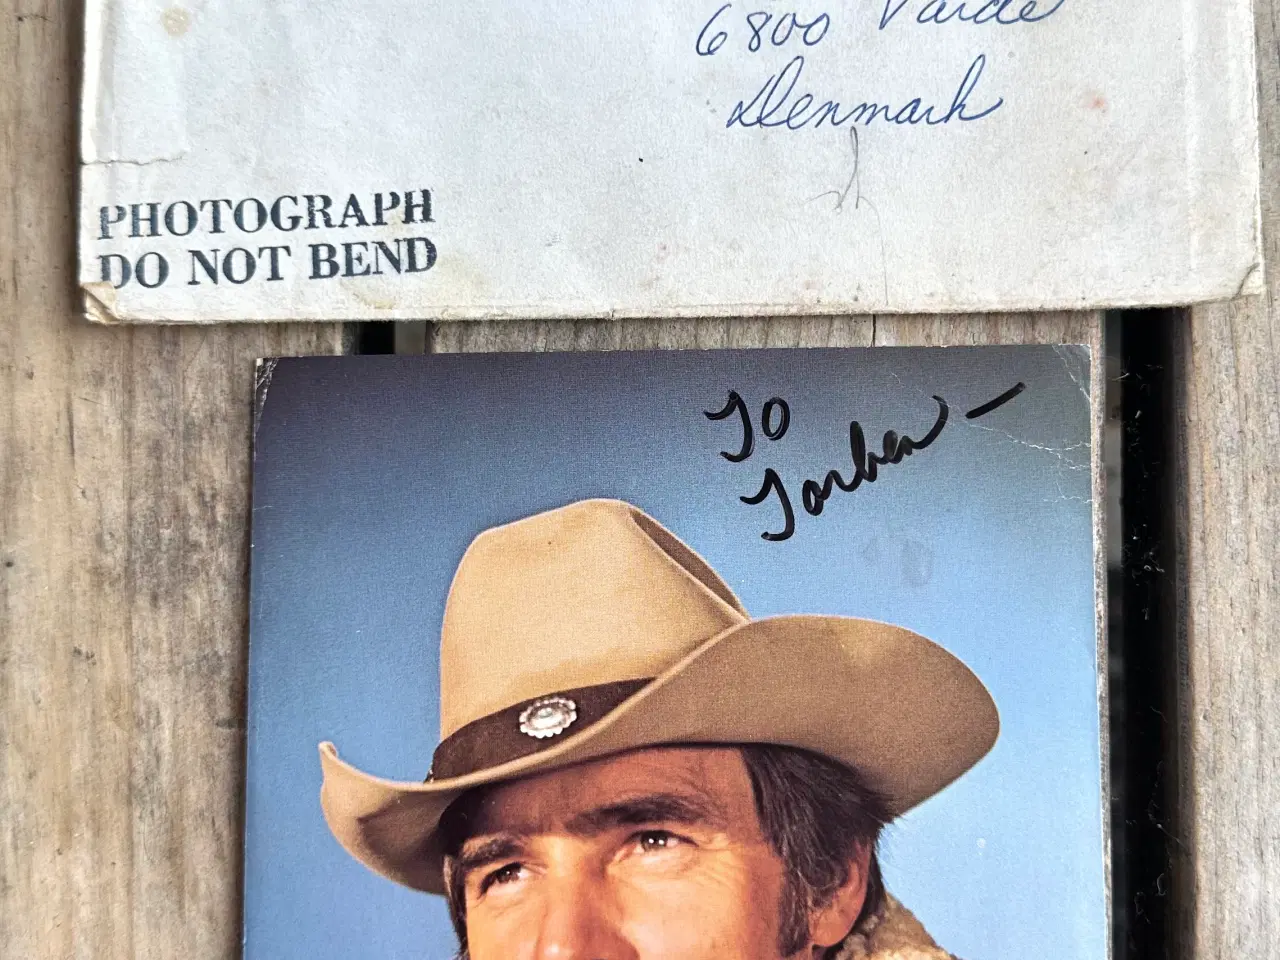 6800 Varde
Denmark
PHOTOGRAPH
DO NOT BEND
To
Torben –